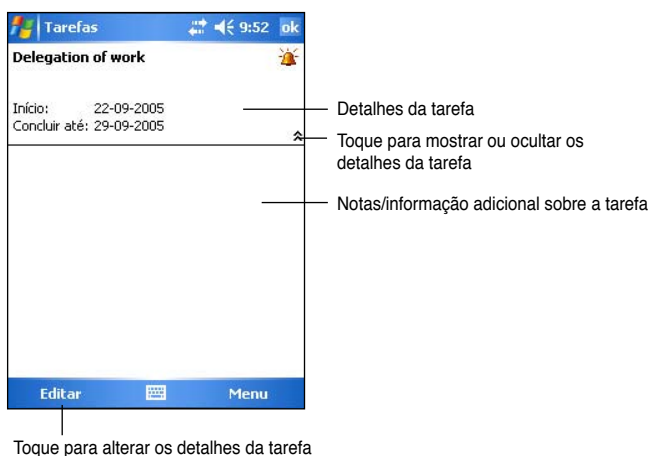 Tarefas 9:52 ok
Delegation of work
Início: 22-09-2005
Concluir até: 29-09-2005
Detalhes da tarefa
Toque para mostrar ou ocultar os
detalhes da tarefa
Notas/informação adicional sobre a tarefa
Editar Menu
Toque para alterar os detalhes da tarefa